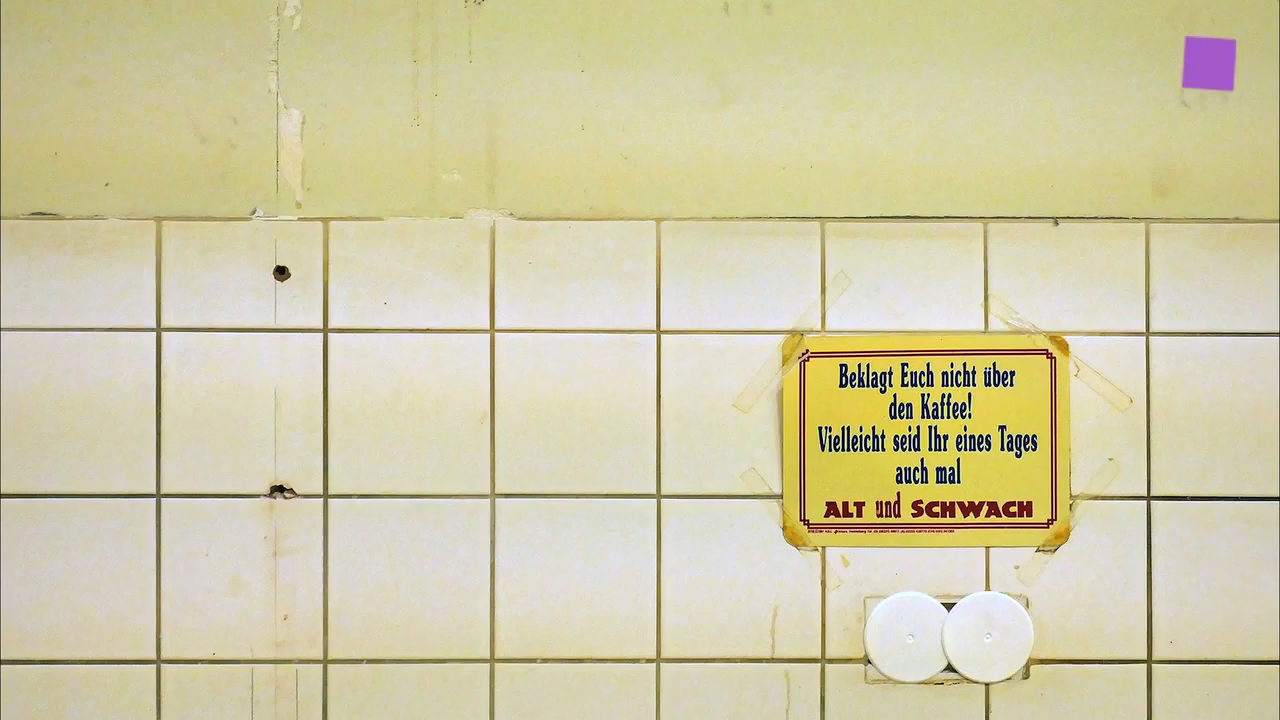 Beklagt Euch nicht über
den Kaffee!
Vielleicht seid Ihr eines Tages
auch mal
ALT und SCHWACH